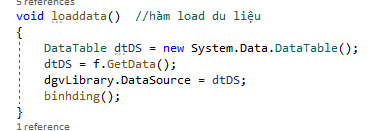 5 references
void loaddata()  //hàm load du liệu
{
    DataTable dtDS = new System.Data.DataTable();
    dtDS = f.GetData();
    dgvLibrary.DataSource = dtDS;
    binhding();
}
1 reference